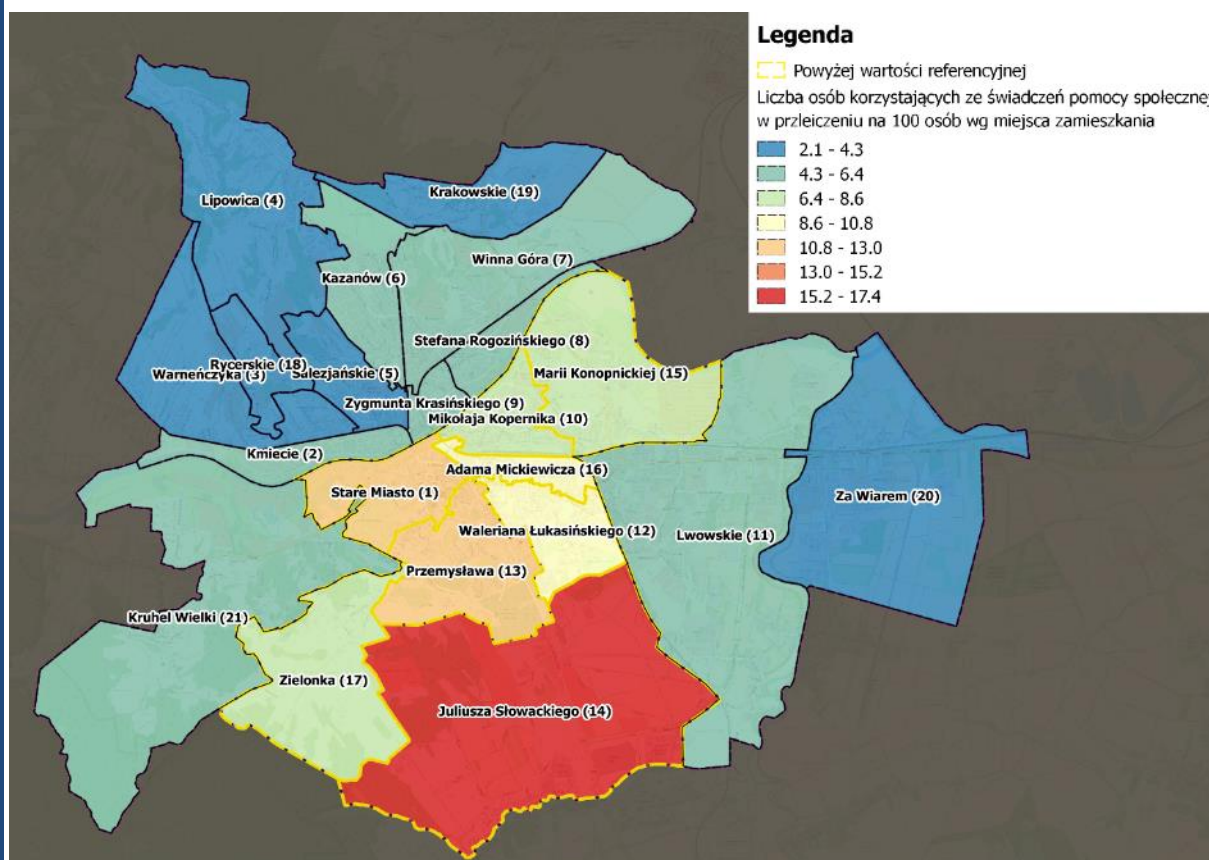 Legenda
Powyżej wartości referencyjnej
Liczba osób korzystających ze świadczeń pomocy społecznej
w przleiczeniu na 100 osób wg miejsca zamieszkania
2.1 - 4.3
4.3 - 6.4
6.4 - 8.6
8.6 - 10.8
10.8 - 13.0
13.0 - 15.2
15.2 - 17.4
Lipowica (4)
Krakowskie (19)
Kazanów (6)
Winna Góra (7)
Stefana Rogozińskiego (8)
Rycerskie (18)
Warneńczyka (3)
Salezjańskie (5)
Marii Konopnickiej (15)
Zygmunta Krasińskiego (9)
Mikołaja Kopernika (10)
Kmiecie (2)
Adama Mickiewicza (16)
Stare Miasto (1)
Za Wiarem (20)
Waleriana Łukasińskiego (12)
Lwowskie (11)
Przemysława (13)
Kruhel Wielki (21)
Zielonka (17)
Juliusza Słowackiego (14)